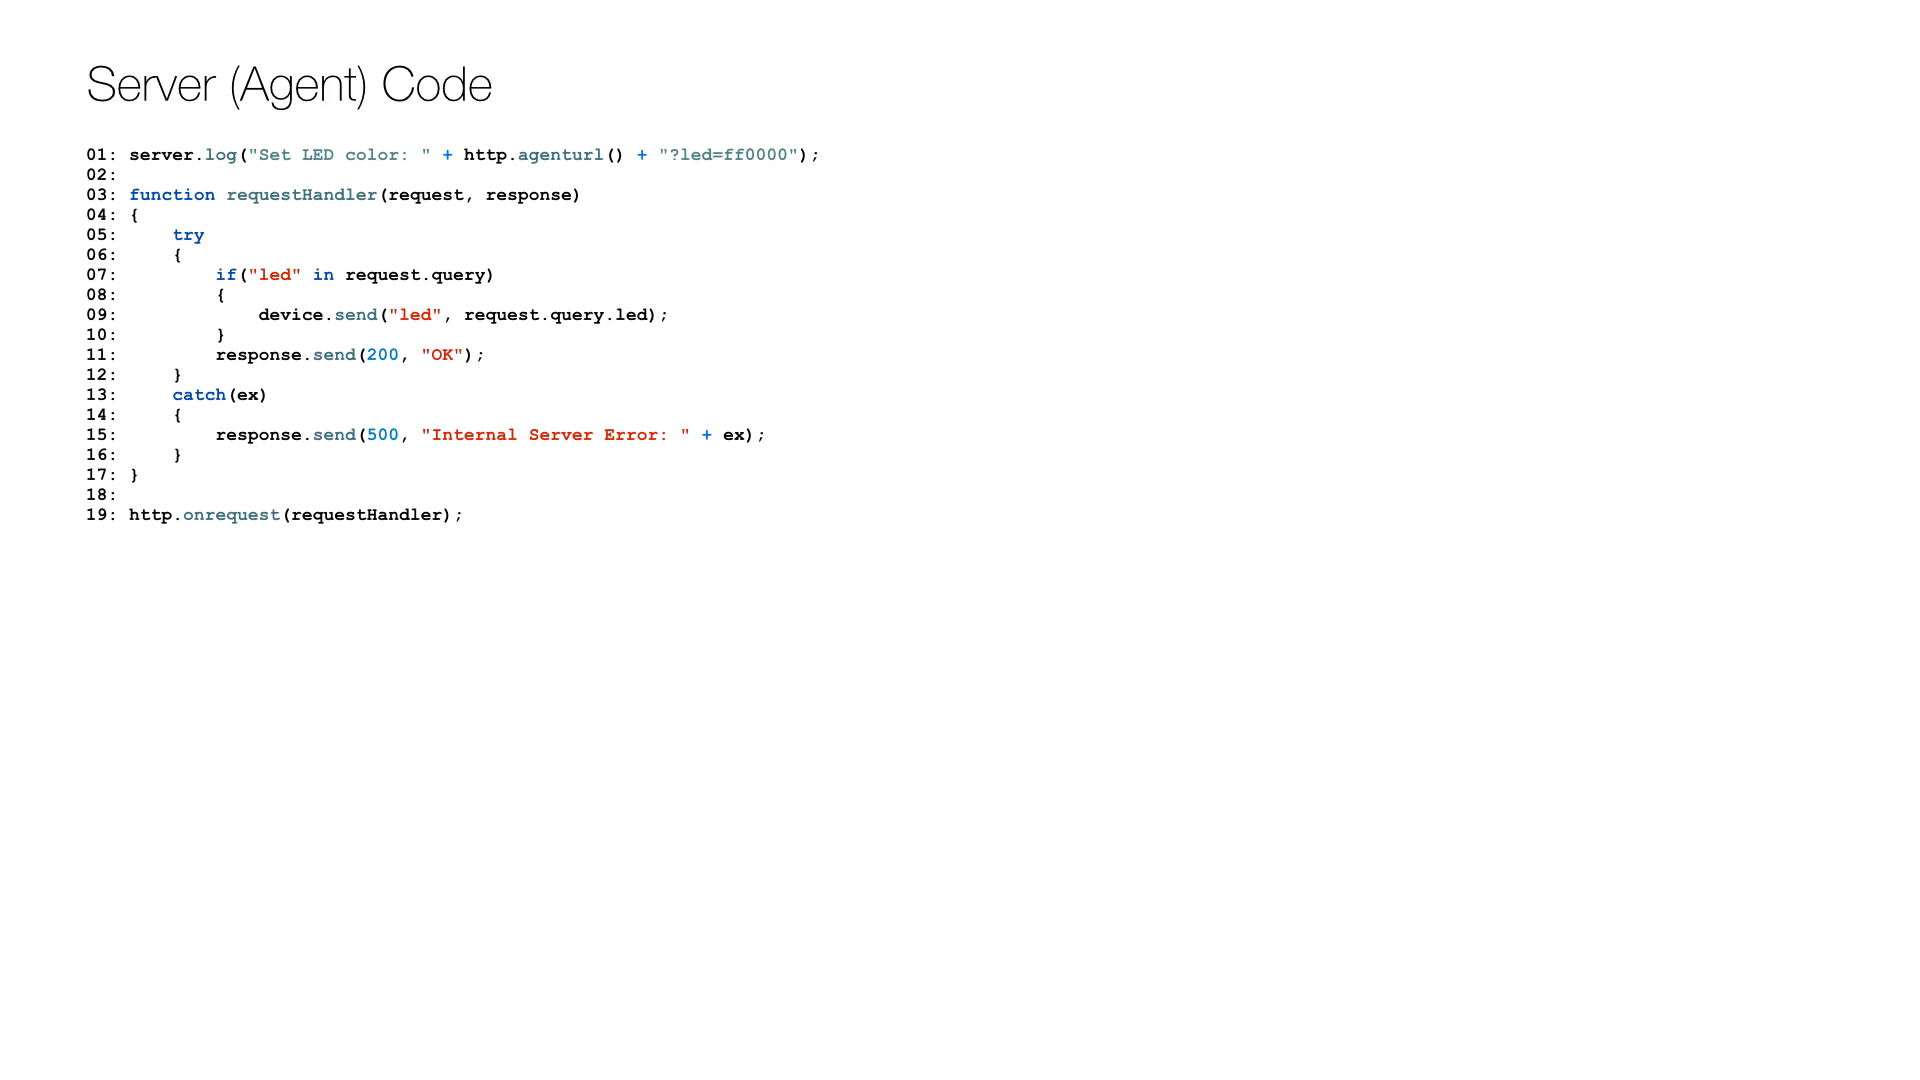 Server (Agent) Code
01: server.log("Set LED color: " + http.agenturl() + "?led=ff0000");
02:
03: function requestHandler(request, response)
04: {
05:     try
06:     {
07:         if("led" in request.query)
08:         {
09:             device.send("led", request.query.led);
10:         }
11:         response.send(200, "OK");
12:     }
13:     catch(ex)
14:     {
15:         response.send(500, "Internal Server Error: " + ex);
16:     }
17: }
18:
19: http.onrequest(requestHandler);